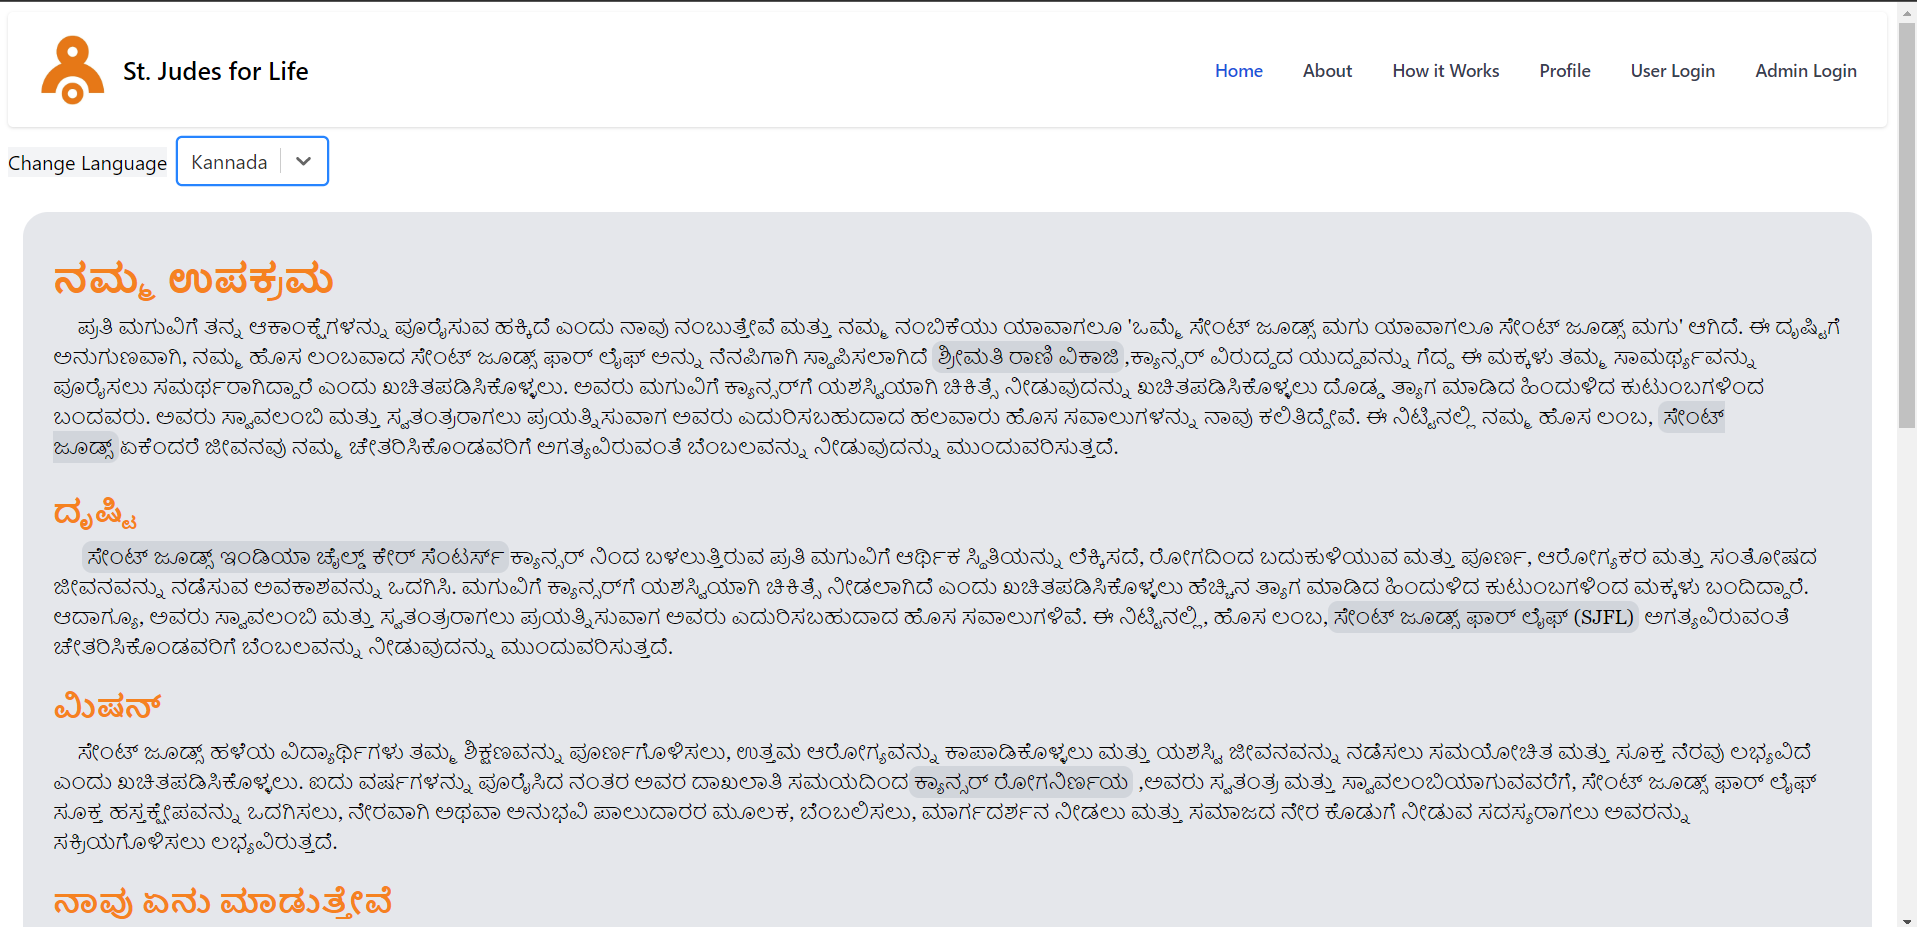 St. Judes for Life
Home About How it Works Profile User Login Admin Login
Change Language Kannada
ನಮ್ಮ ಉಪಕ್ರಮ
ಪ್ರತಿ ಮಗುವಿಗೆ ತನ್ನ ಆಕಾಂಕ್ಷೆಗಳನ್ನು ಪೂರೈಸುವ ಹಕ್ಕಿದೆ ಎಂದು ನಾವು ನಂಬುತ್ತೇವೆ ಮತ್ತು ನಮ್ಮ ನಂಬಿಕೆಯು ಯಾವಾಗಲೂ 'ಒಮ್ಮೆ ಸೇಂಟ್ ಜೂಡ್ಸ್ ಮಗು ಯಾವಾಗಲೂ ಸೇಂಟ್ ಜೂಡ್ಸ್ ಮಗು' ಆಗಿದೆ. ಈ ದೃಷ್ಟಿಗೆ
ಅನುಗುಣವಾಗಿ, ನಮ್ಮ ಹೊಸ ಲಂಬವಾದ ಸೇಂಟ್ ಜೂಡ್ಸ್ ಫಾರ್ ಲೈಫ್ ಅನ್ನು ನೆನಪಿಗಾಗಿ ಸ್ಥಾಪಿಸಲಾಗಿದೆ ಶ್ರೀಮತಿ ರಾಣಿ ವಿಕಾಜಿ ,ಕ್ಯಾನ್ಸರ್ ವಿರುದ್ಧದ ಯುದ್ಧವನ್ನು ಗೆದ್ದ ಈ ಮಕ್ಕಳು ತಮ್ಮ ಸಾಮರ್ಥ್ಯವನ್ನು
ಪೂರೈಸಲು ಸಮರ್ಥರಾಗಿದ್ದಾರೆ ಎಂದು ಖಚಿತಪಡಿಸಿಕೊಳ್ಳಲು. ಅವರು ಮಗುವಿಗೆ ಕ್ಯಾನ್ಸರ್‌ಗೆ ಯಶಸ್ವಿಯಾಗಿ ಚಿಕಿತ್ಸೆ ನೀಡುವುದನ್ನು ಖಚಿತಪಡಿಸಿಕೊಳ್ಳಲು ದೊಡ್ಡ ತ್ಯಾಗ ಮಾಡಿದ ಹಿಂದುಳಿದ ಕುಟುಂಬಗಳಿಂದ
ಬಂದವರು. ಅವರು ಸ್ವಾವಲಂಬಿ ಮತ್ತು ಸ್ವತಂತ್ರರಾಗಲು ಪ್ರಯತ್ನಿಸುವಾಗ ಅವರು ಎದುರಿಸಬಹುದಾದ ಹಲವಾರು ಹೊಸ ಸವಾಲುಗಳನ್ನು ನಾವು ಕಲಿತಿದ್ದೇವೆ. ಈ ನಿಟ್ಟಿನಲ್ಲಿ ನಮ್ಮ ಹೊಸ ಲಂಬ, ಸೇಂಟ್
ಜೂಡ್ಸ್ ಏಕೆಂದರೆ ಜೀವನವು ನಮ್ಮ ಚೇತರಿಸಿಕೊಂಡವರಿಗೆ ಅಗತ್ಯವಿರುವಂತೆ ಬೆಂಬಲವನ್ನು ನೀಡುವುದನ್ನು ಮುಂದುವರಿಸುತ್ತದೆ.
ದೃಷ್ಟಿ
ಸೇಂಟ್ ಜೂಡ್ಸ್ ಇಂಡಿಯಾ ಚೈಲ್ಡ್ ಕೇರ್ ಸೆಂಟರ್ಸ್ ಕ್ಯಾನ್ಸರ್ ನಿಂದ ಬಳಲುತ್ತಿರುವ ಪ್ರತಿ ಮಗುವಿಗೆ ಆರ್ಥಿಕ ಸ್ಥಿತಿಯನ್ನು ಲೆಕ್ಕಿಸದೆ, ರೋಗದಿಂದ ಬದುಕುಳಿಯುವ ಮತ್ತು ಪೂರ್ಣ, ಆರೋಗ್ಯಕರ ಮತ್ತು ಸಂತೋಷದ
ಜೀವನವನ್ನು ನಡೆಸುವ ಅವಕಾಶವನ್ನು ಒದಗಿಸಿ. ಮಗುವಿಗೆ ಕ್ಯಾನ್ಸರ್‌ಗೆ ಯಶಸ್ವಿಯಾಗಿ ಚಿಕಿತ್ಸೆ ನೀಡಲಾಗಿದೆ ಎಂದು ಖಚಿತಪಡಿಸಿಕೊಳ್ಳಲು ಹೆಚ್ಚಿನ ತ್ಯಾಗ ಮಾಡಿದ ಹಿಂದುಳಿದ ಕುಟುಂಬಗಳಿಂದ ಮಕ್ಕಳು ಬಂದಿದ್ದಾರೆ.
ಆದಾಗ್ಯೂ, ಅವರು ಸ್ವಾವಲಂಬಿ ಮತ್ತು ಸ್ವತಂತ್ರರಾಗಲು ಪ್ರಯತ್ನಿಸುವಾಗ ಅವರು ಎದುರಿಸಬಹುದಾದ ಹೊಸ ಸವಾಲುಗಳಿವೆ. ಈ ನಿಟ್ಟಿನಲ್ಲಿ, ಹೊಸ ಲಂಬ, ಸೇಂಟ್ ಜೂಡ್ಸ್ ಫಾರ್ ಲೈಫ್ (SJFL) ಅಗತ್ಯವಿರುವಂತೆ
ಚೇತರಿಸಿಕೊಂಡವರಿಗೆ ಬೆಂಬಲವನ್ನು ನೀಡುವುದನ್ನು ಮುಂದುವರಿಸುತ್ತದೆ.
ಮಿಷನ್
ಸೇಂಟ್ ಜೂಡ್ಸ್ ಹಳೆಯ ವಿದ್ಯಾರ್ಥಿಗಳು ತಮ್ಮ ಶಿಕ್ಷಣವನ್ನು ಪೂರ್ಣಗೊಳಿಸಲು, ಉತ್ತಮ ಆರೋಗ್ಯವನ್ನು ಕಾಪಾಡಿಕೊಳ್ಳಲು ಮತ್ತು ಯಶಸ್ವಿ ಜೀವನವನ್ನು ನಡೆಸಲು ಸಮಯೋಚಿತ ಮತ್ತು ಸೂಕ್ತ ನೆರವು ಲಭ್ಯವಿದೆ
ಎಂದು ಖಚಿತಪಡಿಸಿಕೊಳ್ಳಲು. ಐದು ವರ್ಷಗಳನ್ನು ಪೂರೈಸಿದ ನಂತರ ಅವರ ದಾಖಲಾತಿ ಸಮಯದಿಂದ ಕ್ಯಾನ್ಸರ್ ರೋಗನಿರ್ಣಯ ,ಅವರು ಸ್ವತಂತ್ರ ಮತ್ತು ಸ್ವಾವಲಂಬಿಯಾಗುವವರೆಗೆ, ಸೇಂಟ್ ಜೂಡ್ಸ್ ಫಾರ್ ಲೈಫ್
ಸೂಕ್ತ ಹಸ್ತಕ್ಷೇಪವನ್ನು ಒದಗಿಸಲು, ನೇರವಾಗಿ ಅಥವಾ ಅನುಭವಿ ಪಾಲುದಾರರ ಮೂಲಕ, ಬೆಂಬಲಿಸಲು, ಮಾರ್ಗದರ್ಶನ ನೀಡಲು ಮತ್ತು ಸಮಾಜದ ನೇರ ಕೊಡುಗೆ ನೀಡುವ ಸದಸ್ಯರಾಗಲು ಅವರನ್ನು
ಸಕ್ರಿಯಗೊಳಿಸಲು ಲಭ್ಯವಿರುತ್ತದೆ.
ನಾವು ಏನು ಮಾಡುತ್ತೇವೆ